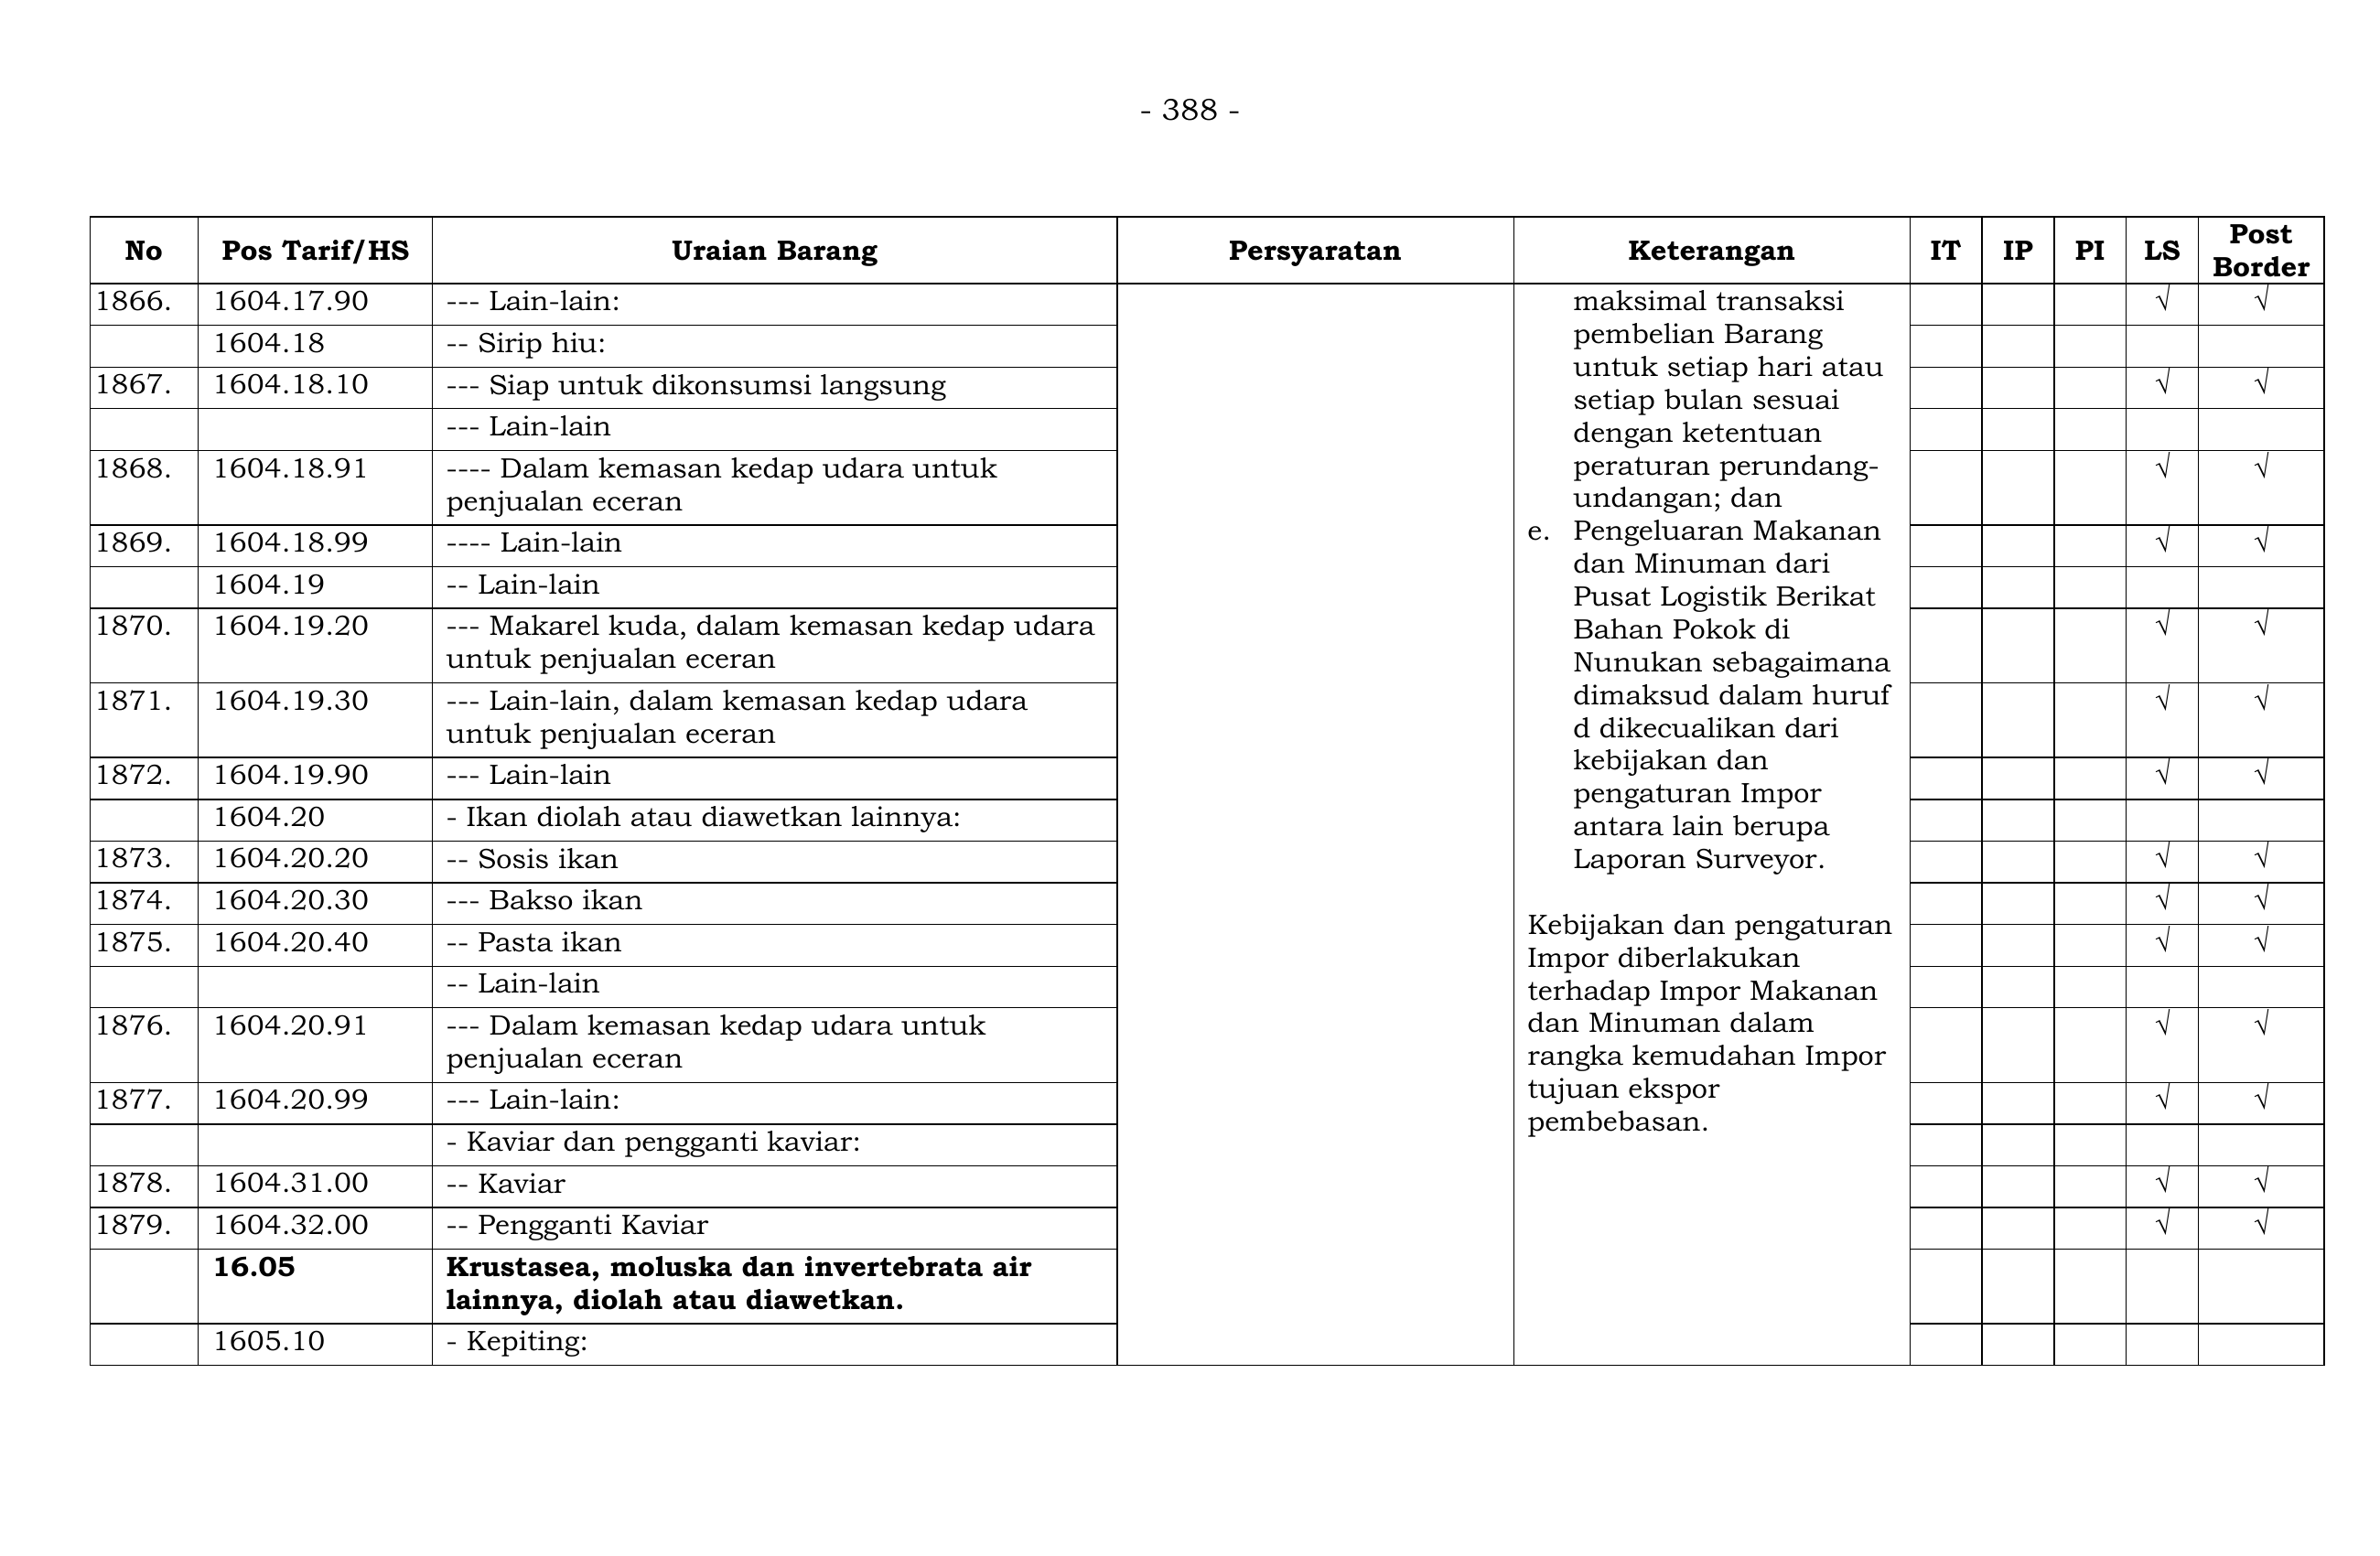 - 388 -
No Pos Tarif/HS Uraian Barang Persyaratan Keterangan IT IP PI LS Post Border
1866. 1604.17.90 --- Lain-lain: √ √
1604.18 -- Sirip hiu:
1867. 1604.18.10 --- Siap untuk dikonsumsi langsung √ √
--- Lain-lain
1868. 1604.18.91 ---- Dalam kemasan kedap udara untuk √ √
penjualan eceran
1869. 1604.18.99 ---- Lain-lain √ √
1604.19 -- Lain-lain
1870. 1604.19.20 --- Makarel kuda, dalam kemasan kedap udara √ √
untuk penjualan eceran
1871. 1604.19.30 --- Lain-lain, dalam kemasan kedap udara √ √
untuk penjualan eceran
1872. 1604.19.90 --- Lain-lain √ √
1604.20 - Ikan diolah atau diawetkan lainnya:
1873. 1604.20.20 -- Sosis ikan √ √
1874. 1604.20.30 --- Bakso ikan √ √
1875. 1604.20.40 -- Pasta ikan √ √
-- Lain-lain
1876. 1604.20.91 --- Dalam kemasan kedap udara untuk √ √
penjualan eceran
1877. 1604.20.99 --- Lain-lain: √ √
- Kaviar dan pengganti kaviar:
1878. 1604.31.00 -- Kaviar √ √
1879. 1604.32.00 -- Pengganti Kaviar √ √
16.05 Krustasea, moluska dan invertebrata air
lainnya, diolah atau diawetkan.
1605.10 - Kepiting:
maksimal transaksi
pembelian Barang
untuk setiap hari atau
setiap bulan sesuai
dengan ketentuan
peraturan perundang-
undangan; dan
e. Pengeluaran Makanan
dan Minuman dari
Pusat Logistik Berikat
Bahan Pokok di
Nunukan sebagaimana
dimaksud dalam huruf
d dikecualikan dari
kebijakan dan
pengaturan Impor
antara lain berupa
Laporan Surveyor.
Kebijakan dan pengaturan
Impor diberlakukan
terhadap Impor Makanan
dan Minuman dalam
rangka kemudahan Impor
tujuan ekspor
pembebasan.